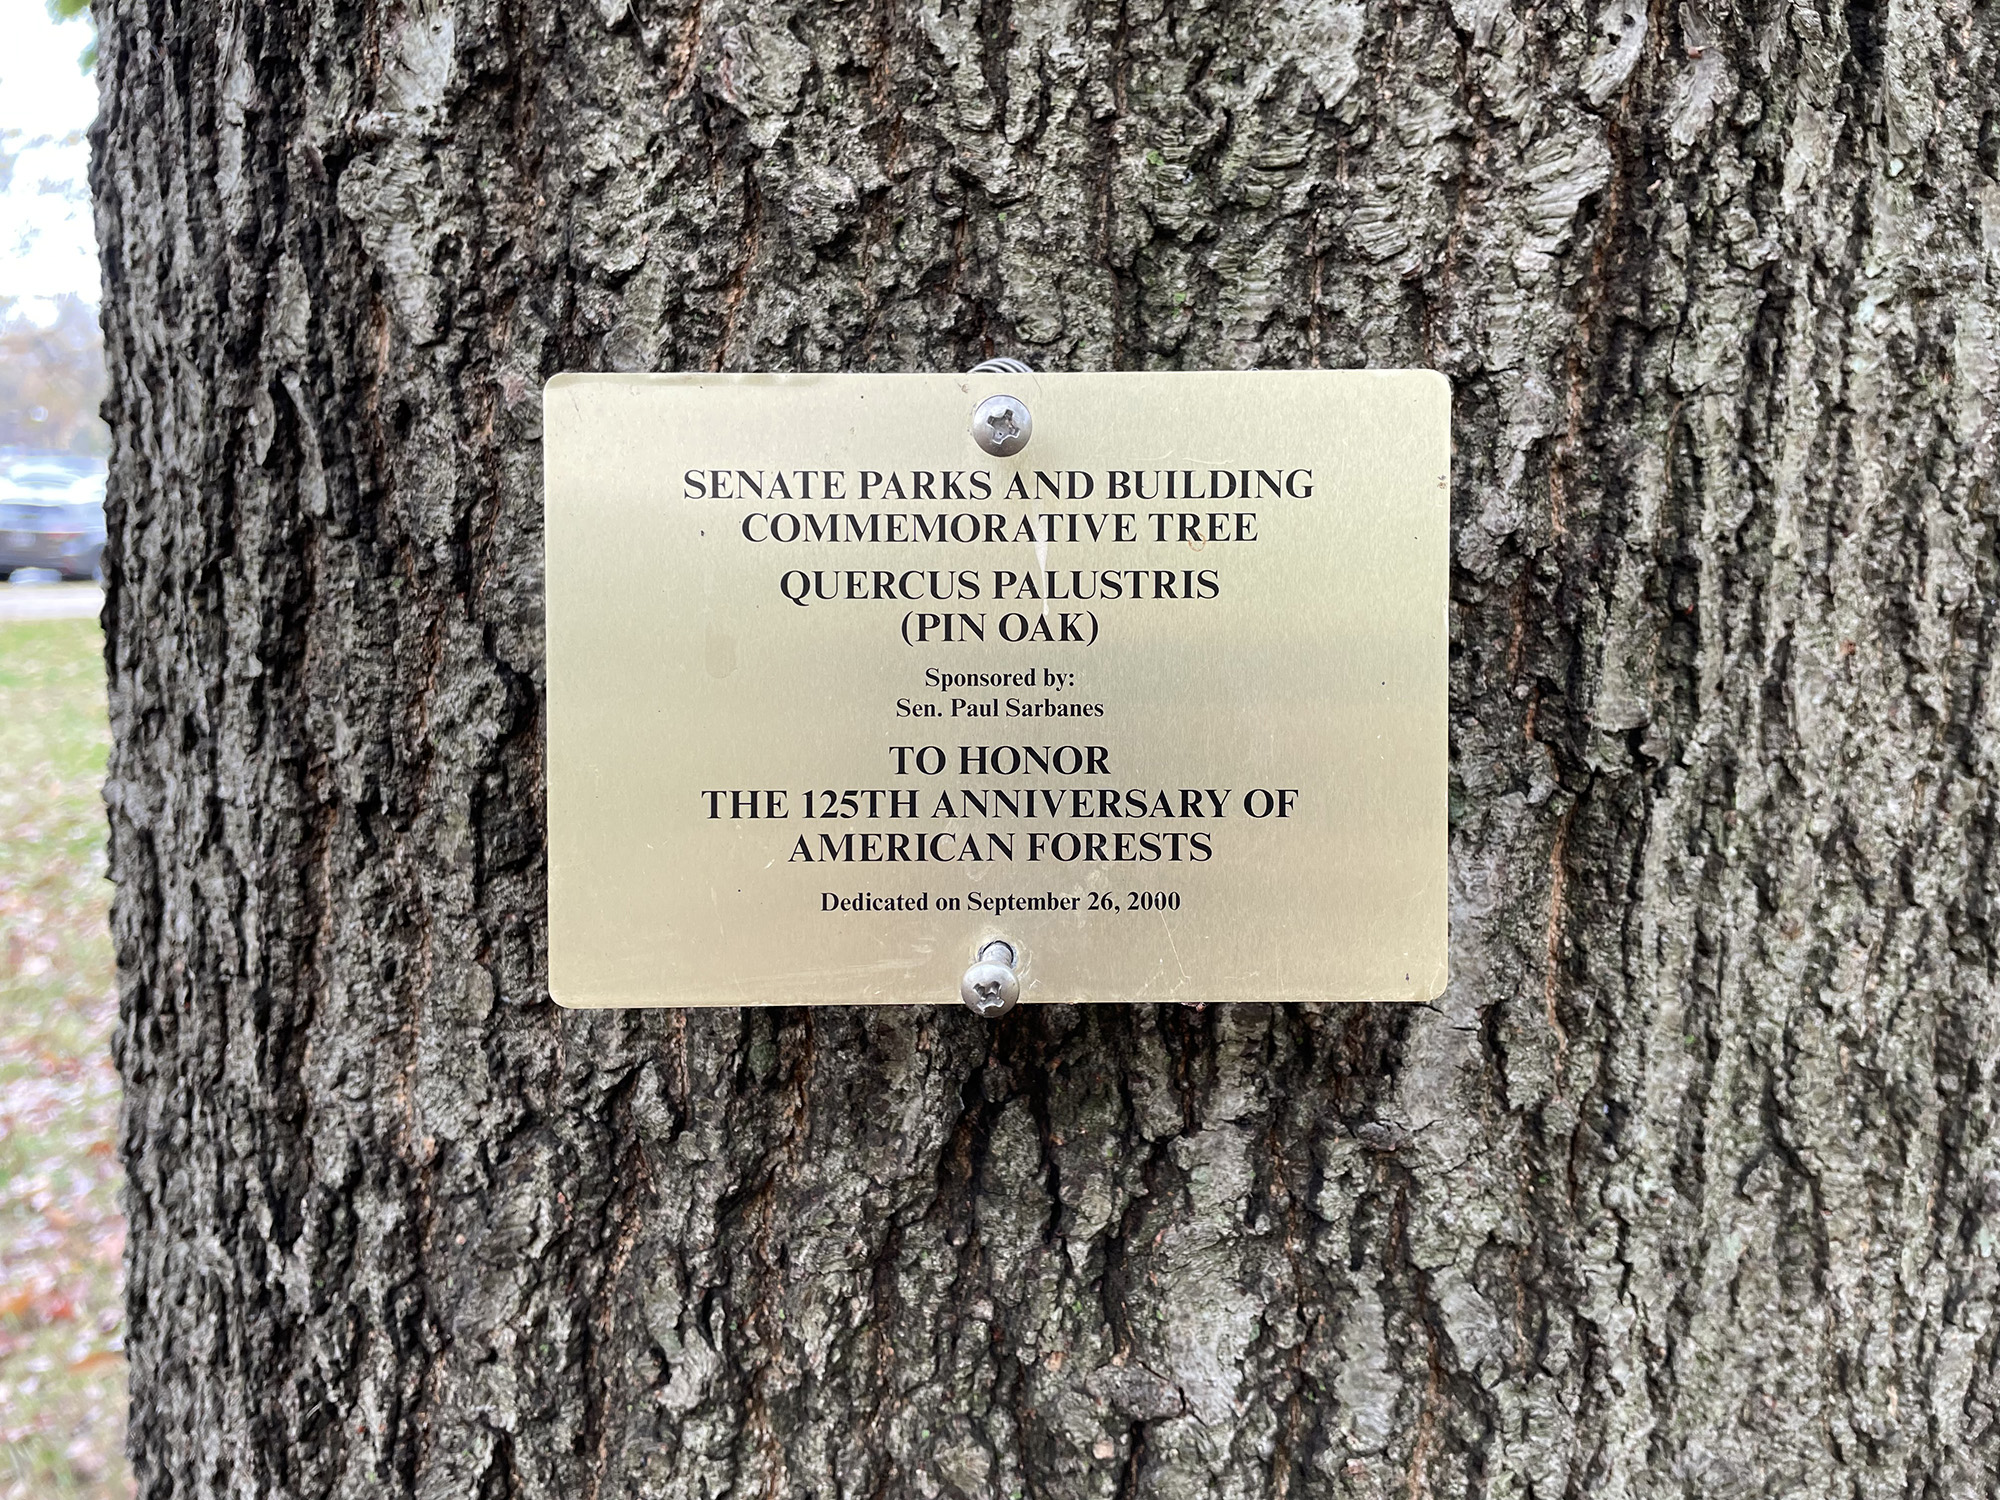 SENATE PARKS AND BUILDING
COMMEMORATIVE TREE
QUERCUS PALUSTRIS
(PIN OAK)
Sponsored by:
Sen. Paul Sarbanes
TO HONOR
THE 125TH ANNIVERSARY OF
AMERICAN FORESTS
Dedicated on September 26, 2000